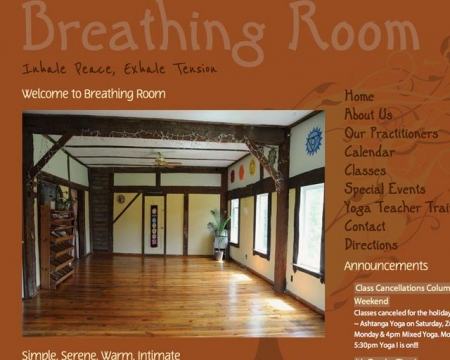 Breathing Room
Inhale Peace, Exhale Tension
Welcome to Breathing Room
Home
About Us
Our Practitioners
Calendar
Classes
Special Events
Yoga Teacher Trai
Contact
Directions
Announcements
Class Cancellations Colum
Weekend
Classes canceled for the holiday
~ Ashtanga Yoga on Saturday,
Monday & 4pm Mixed Yoga. Mo
5:30pm Yoga I is on!!!
Simple, Serene, Warm, Intimate